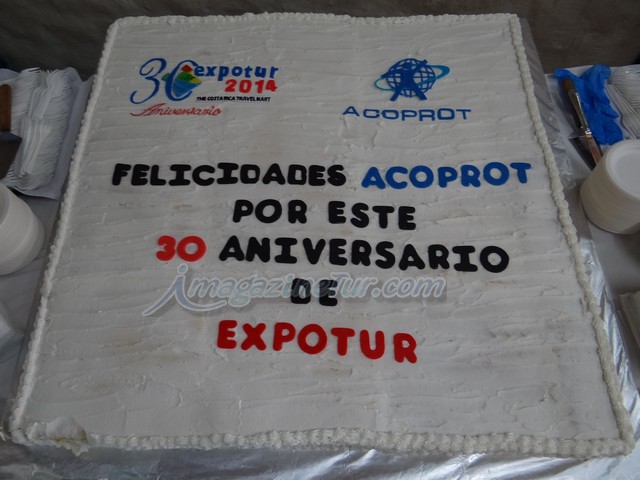 30 expotur
2014
THE COSTA RICA TRAVEL MART
Aniversario
ACOPROT
FELICIDADES ACOPROT
POR ESTE
30 ANIVERSARIO
imagazineTur.com
DE
EXPOTUR